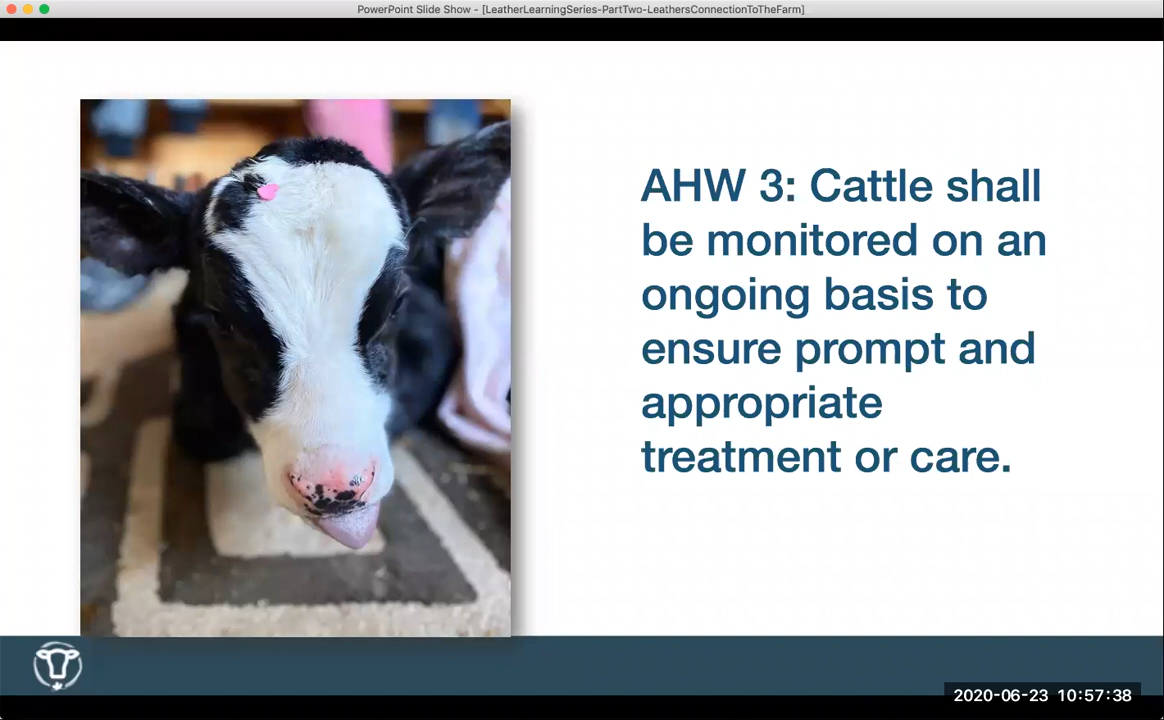 PowerPoint Slide Show - [LeatherLearningSeries-PartTwo-LeathersConnectionToTheFarm]
AHW 3: Cattle shall
be monitored on an
ongoing basis to
ensure prompt and
appropriate
treatment or care.
2020-06-23 10:57:38